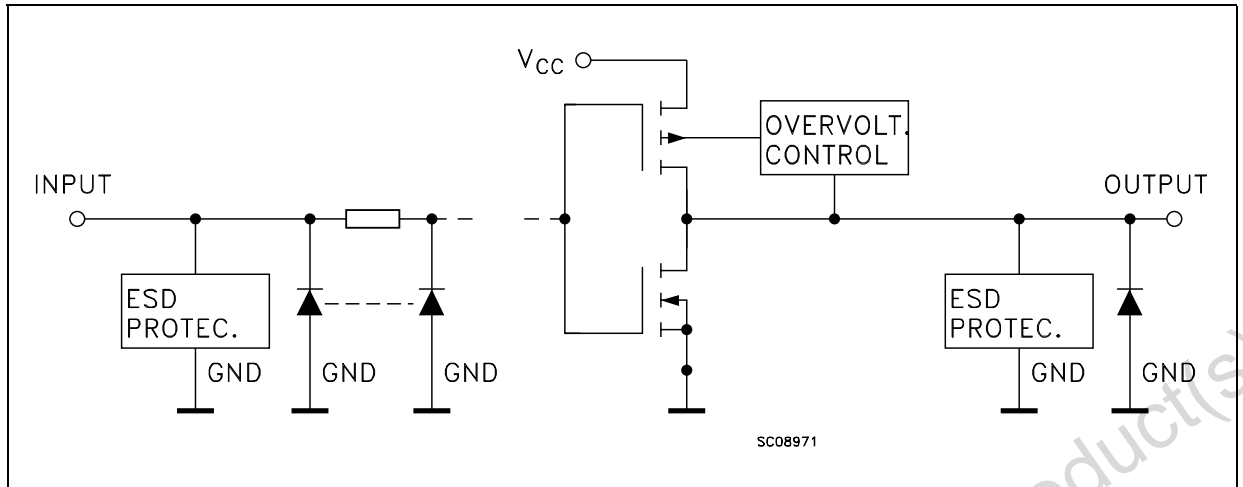 VCC
OVERVOLT.
CONTROL
INPUT
OUTPUT
ESD
PROTEC.
ESD
PROTEC.
GND
GND
GND
GND
GND
SC08971